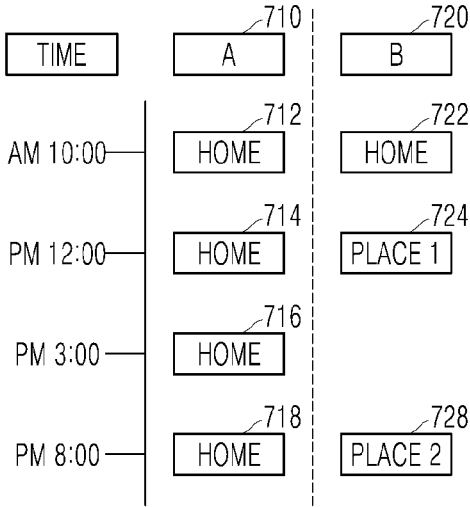 710 720
TIME A B
712 722
AM 10:00 HOME HOME
714 724
PM 12:00 HOME PLACE 1
716
PM 3:00 HOME
718 728
PM 8:00 HOME PLACE 2